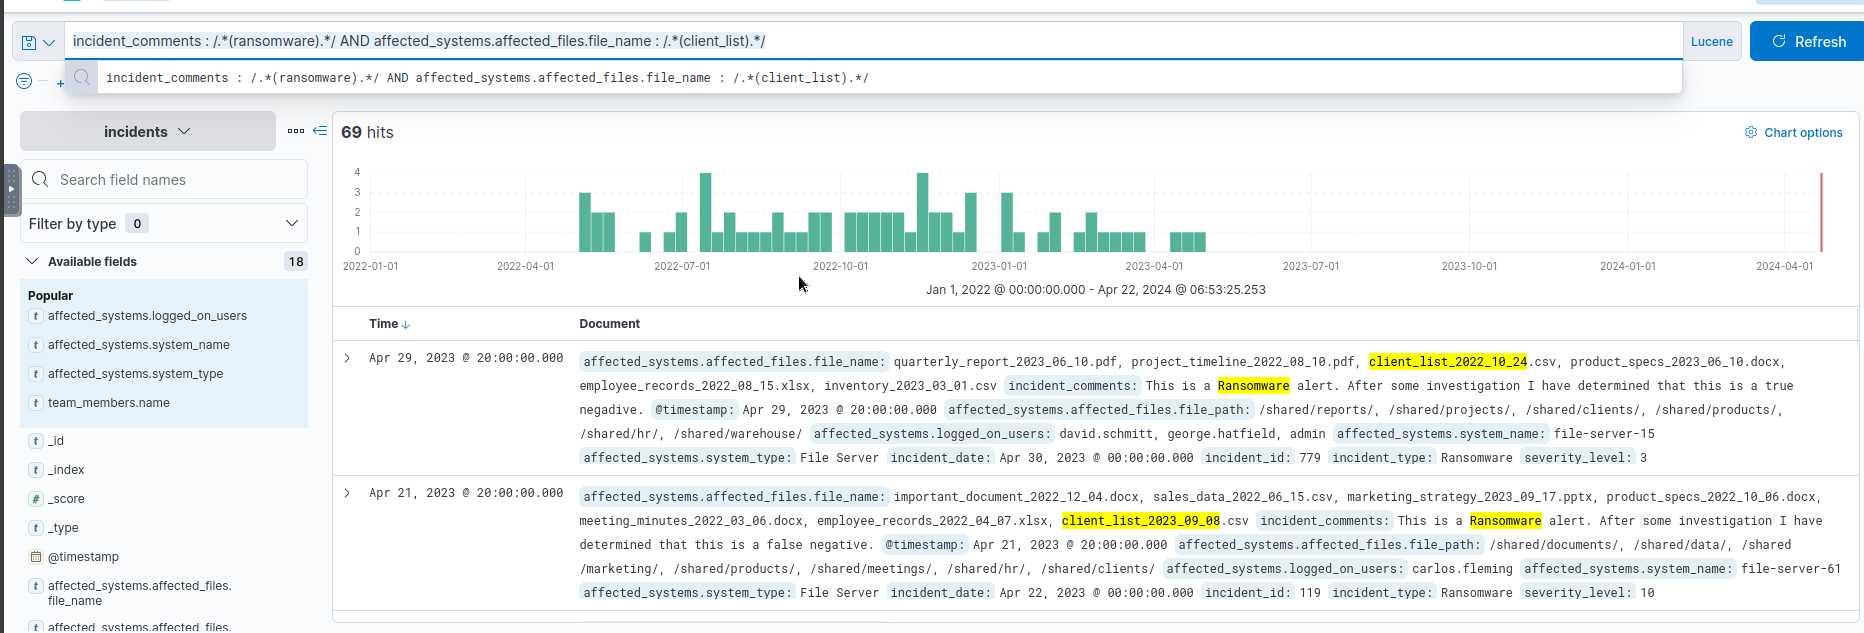 incident_comments : /.*(ransomware).*/ AND affected_systems.affected_files.file_name : /.*(client_list).*/
Lucene
Refresh
incident_comments : /.*(ransomware).*/ AND affected_systems.affected_files.file_name : /.*(client_list).*/
+
incidents
69 hits
Chart options
Search field names
Filter by type 0
Available fields 18
Popular
t affected_systems.logged_on_users
t affected_systems.system_name
t affected_systems.system_type
t team_members.name
t _id
t _index
# _score
t _type
@timestamp
t affected_systems.affected_files.
file_name
affected_systems.affected_files.
4
3
2
1
0
2022-01-01 2022-04-01 2022-07-01 2022-10-01 2023-01-01 2023-04-01 2023-07-01 2023-10-01 2024-01-01 2024-04-01
Jan 1, 2022 @ 00:00:00.000 - Apr 22, 2024 @ 06:53:25.253
Time ↓ Document
Apr 29, 2023 @ 20:00:00.000 affected_systems.affected_files.file_name: quarterly_report_2023_06_10.pdf, project_timeline_2022_08_10.pdf, client_list_2022_10_24.csv, product_specs_2023_06_10.docx,
employee_records_2022_08_15.xlsx, inventory_2023_03_01.csv incident_comments: This is a Ransomware alert. After some investigation I have determined that this is a true
negadive. @timestamp: Apr 29, 2023 @ 20:00:00.000 affected_systems.affected_files.file_path: /shared/reports/, /shared/projects/, /shared/clients/, /shared/products/,
/shared/hr/, /shared/warehouse/ affected_systems.logged_on_users: david.schmitt, george.hatfield, admin affected_systems.system_name: file-server-15
affected_systems.system_type: File Server incident_date: Apr 30, 2023 @ 00:00:00.000 incident_id: 779 incident_type: Ransomware severity_level: 3
Apr 21, 2023 @ 20:00:00.000 affected_systems.affected_files.file_name: important_document_2022_12_04.docx, sales_data_2022_06_15.csv, marketing_strategy_2023_09_17.pptx, product_specs_2022_10_06.docx,
meeting_minutes_2022_03_06.docx, employee_records_2022_04_07.xlsx, client_list_2023_09_08.csv incident_comments: This is a Ransomware alert. After some investigation I have
determined that this is a false negative. @timestamp: Apr 21, 2023 @ 20:00:00.000 affected_systems.affected_files.file_path: /shared/documents/, /shared/data/, /shared
/marketing/, /shared/products/, /shared/meetings/, /shared/hr/, /shared/clients/ affected_systems.logged_on_users: carlos.fleming affected_systems.system_name: file-server-61
affected_systems.system_type: File Server incident_date: Apr 22, 2023 @ 00:00:00.000 incident_id: 119 incident_type: Ransomware severity_level: 10